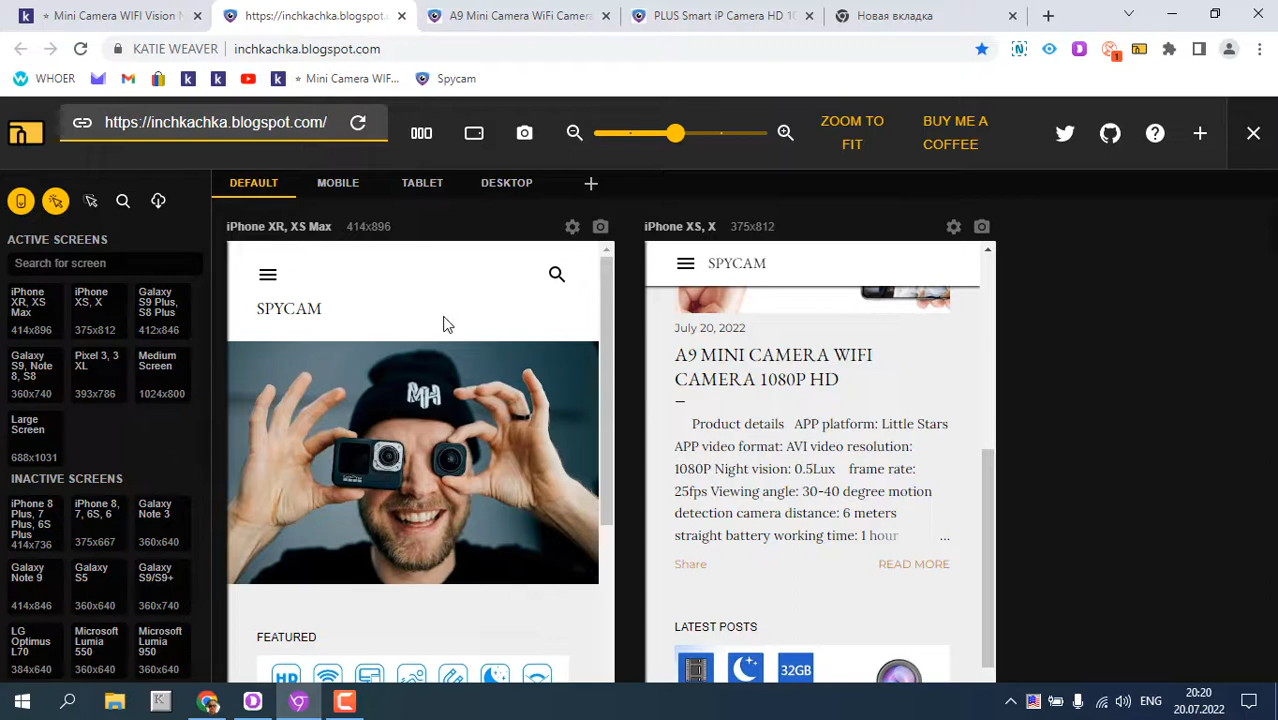 * Mini Camera WIFI Vision N
https://inchkachka.blogspot.
A9 Mini Camera WiFi Camera
PLUS Smart iP Camera HD 10
Новая вкладка
KATIE WEAVER
inchkachka.blogspot.com
1
WHOER
* Mini Camera WIF...
Spycam
https://inchkachka.blogspot.com/
ZOOM TO
FIT
BUY ME A
COFFEE
DEFAULT
MOBILE
TABLET
DESKTOP
ACTIVE SCREENS
Search for screen
iPhone
XR, XS
Max
414x896
iPhone
XS, X
375x812
Galaxy
S9 Plus,
S8 Plus
412x846
Galaxy
S9, Note
8, S8
360x740
Pixel 3, 3
XL
393x786
Medium
Screen
1024x800
Large
Screen
688x1031
INACTIVE SCREENS
iPhone 8
Plus, 7
Plus, 6S
Plus
414x736
iPhone 8,
7, 6S, 6
375x667
Galaxy
Note 3
360x640
Galaxy
Note 9
414x846
Galaxy
S5
360x640
Galaxy
S9/S9+
360x740
LG
Optimus
L70
384x640
Microsoft
Lumia
550
360x640
Microsoft
Lumia
950
360x640
iPhone XR, XS Max 414x896
SPYCAM
MH
FEATURED
HD
iPhone XS, X 375x812
SPYCAM
July 20, 2022
A9 MINI CAMERA WIFI
CAMERA 1080P HD
Product details APP platform: Little Stars
APP video format: AVI video resolution:
1080P Night vision: 0.5Lux frame rate:
25fps Viewing angle: 30-40 degree motion
detection camera distance: 6 meters
straight battery working time: 1 hour ...
Share
READ MORE
LATEST POSTS
32GB
ENG
20:20
20.07.2022